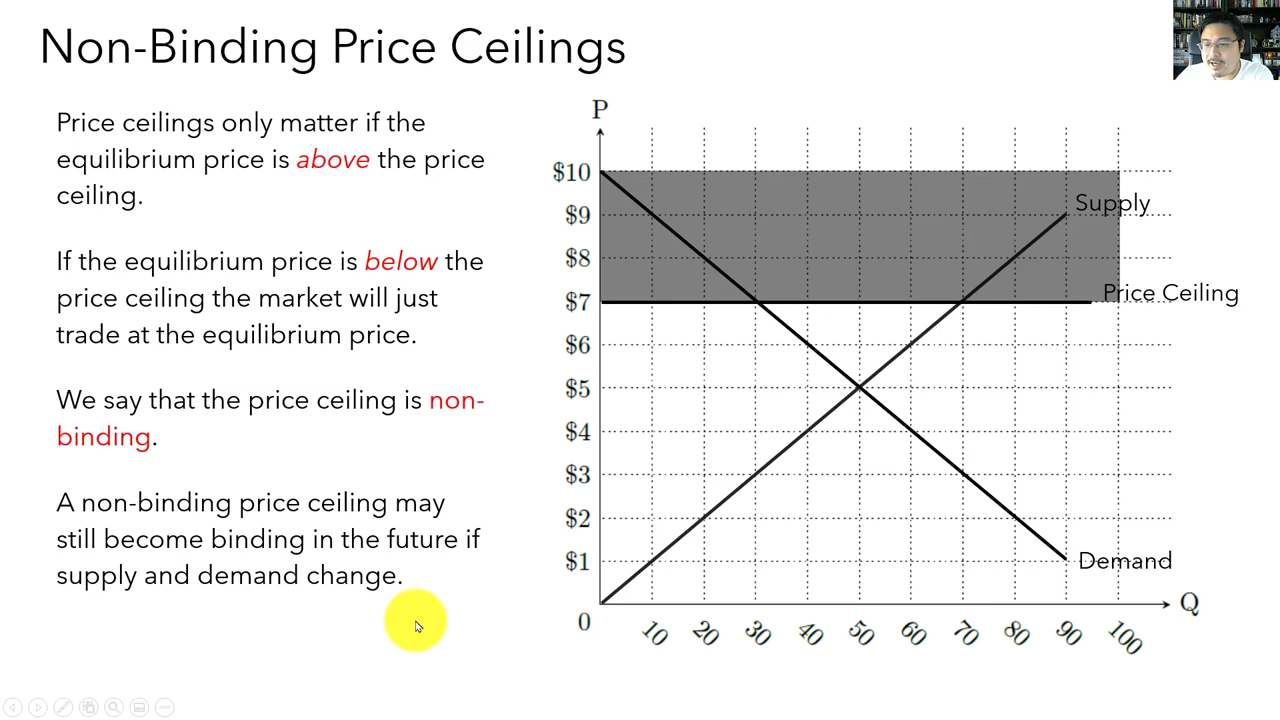 Non-Binding Price Ceilings
Price ceilings only matter if the
equilibrium price is above the price
ceiling.
If the equilibrium price is below the
price ceiling the market will just
trade at the equilibrium price.
We say that the price ceiling is non-
binding.
A non-binding price ceiling may
still become binding in the future if
supply and demand change.
P
$10
$9
$8
$7
$6
$5
$4
$3
$2
$1
0
10 20 30 40 50 60 70 80 90 100
Q
Supply
Price Ceiling
Demand